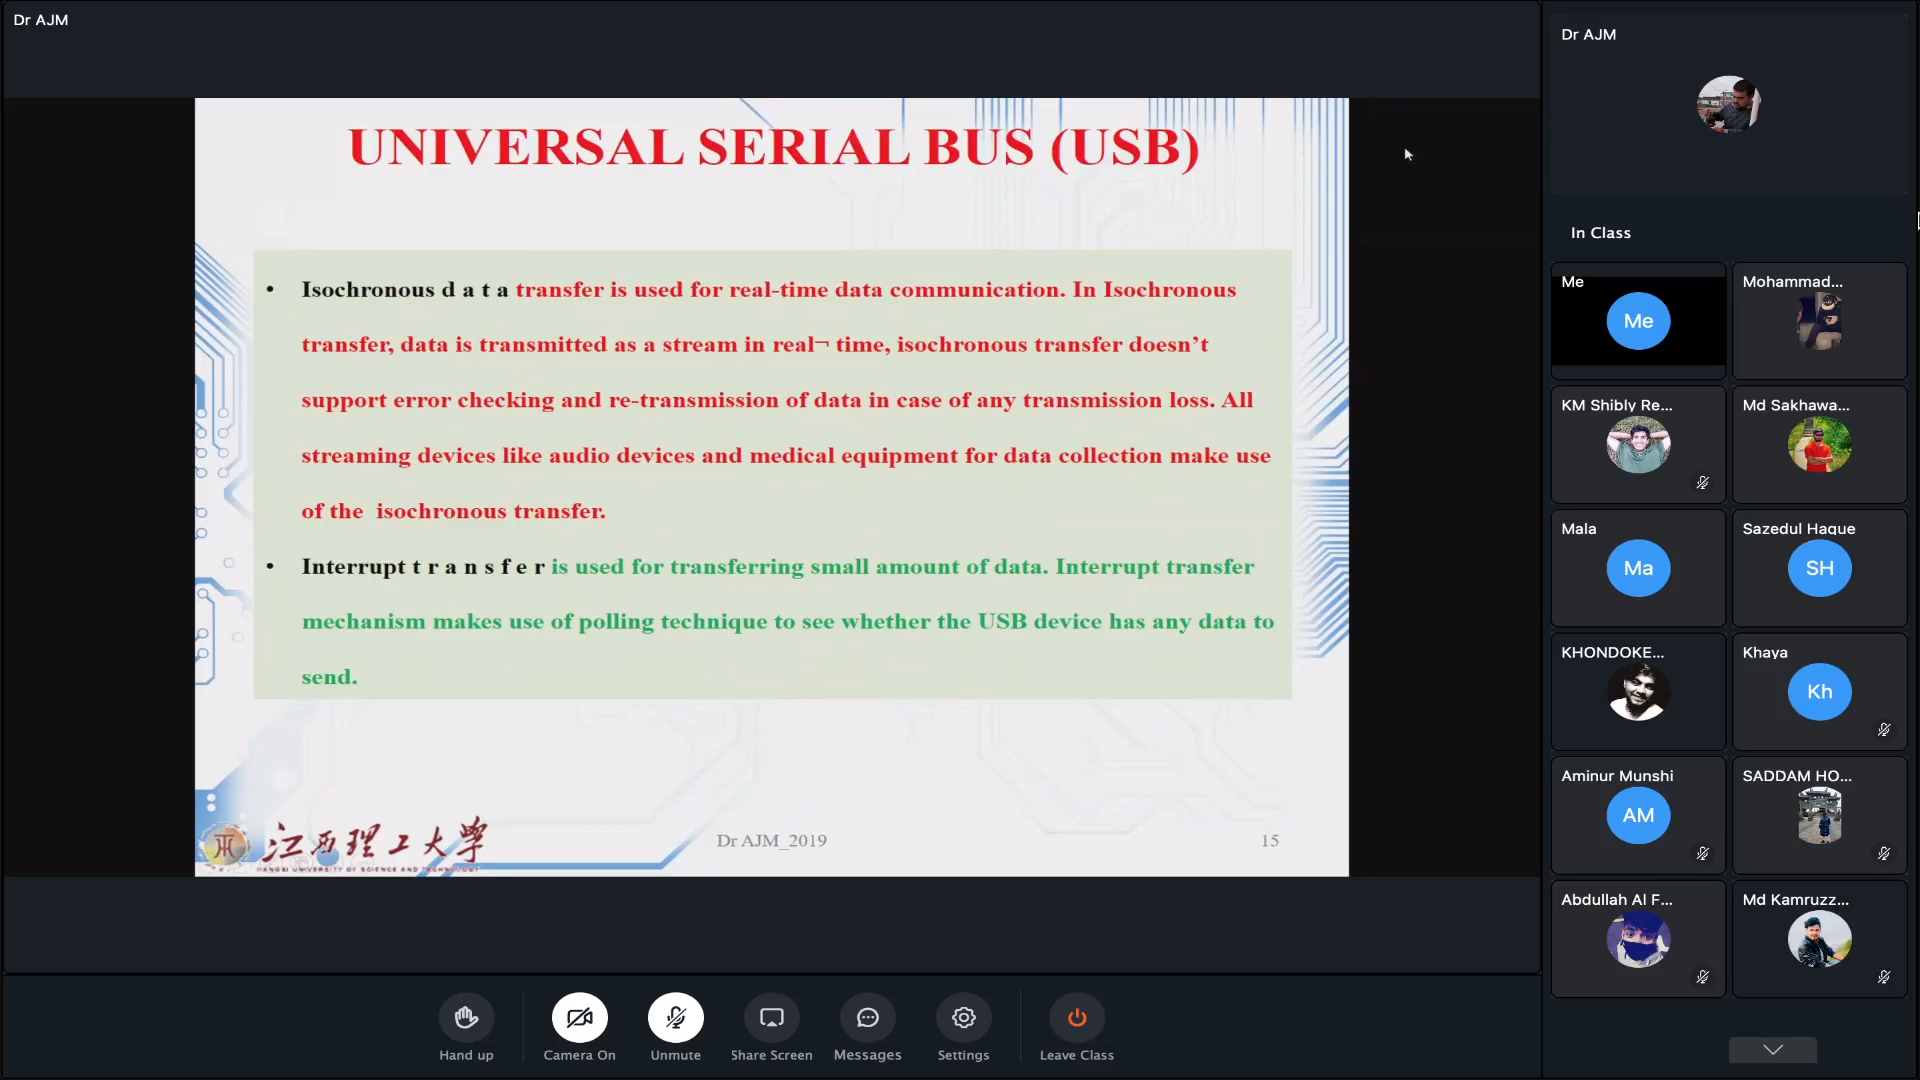 Dr AJM
UNIVERSAL SERIAL BUS (USB)
• Isochronous d a t a transfer is used for real-time data communication. In Isochronous
transfer, data is transmitted as a stream in real¬ time, isochronous transfer doesn’t
support error checking and re-transmission of data in case of any transmission loss. All
streaming devices like audio devices and medical equipment for data collection make use
of the isochronous transfer.
• Interrupt t r a n s f e r is used for transferring small amount of data. Interrupt transfer
mechanism makes use of polling technique to see whether the USB device has any data to
send.
江西理工大学
Dr AJM_2019
15
Hand up
Camera On
Unmute
Share Screen
Messages
Settings
Leave Class
Dr AJM
In Class
Me
Me
Mohammad...
KM Shibly Re...
Md Sakhawa...
Mala
Ma
Sazedul Haque
SH
KHONDOKE...
Khaya
Kh
Aminur Munshi
AM
SADDAM HO...
Abdullah Al F...
Md Kamruzz...